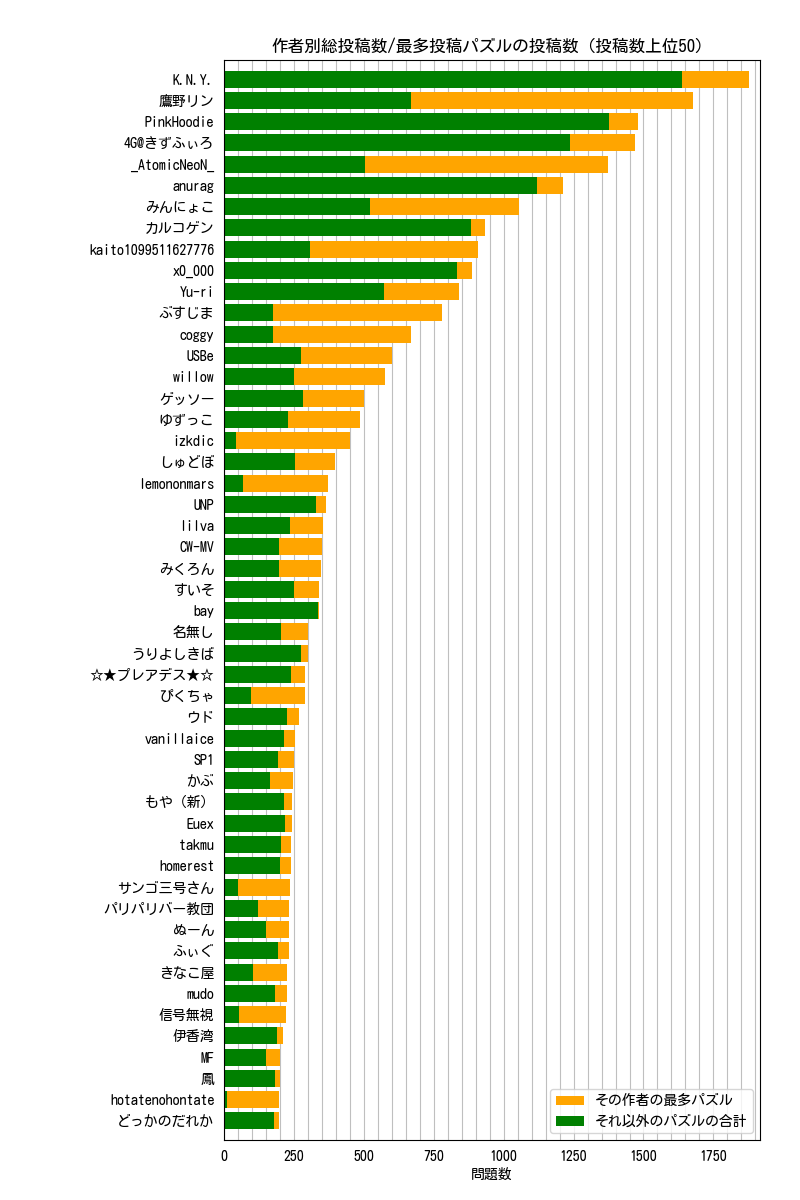 作者別総投稿数/最多投稿パズルの投稿数 (投稿数上位50)
K.N.Y.
鷹野リン
PinkHoodie
4G@きずふぃろ
_AtomicNeoN_
anurag
みんにょこ
カルコゲン
kaito1099511627776
x0_000
Yu-ri
ぶすじま
coggy
USBe
willow
ゲッソー
ゆずっこ
izkdic
しゅどぼ
lemononmars
UNP
lilva
CW-MV
みくろん
すいそ
bay
名無し
うりよしきば
☆★プレアデス★☆
ぴくちゃ
ウド
vanillaice
SP1
かぶ
もや（新）
Euex
takmu
homerest
サンゴ三号さん
パリパリバー教団
ぬーん
ふぃぐ
きなこ屋
mudo
信号無視
伊香湾
MF
鳳
hotatenohontate
どっかのだれか
その作者の最多パズル
それ以外のパズルの合計
0 250 500 750 1000 1250 1500 1750
問題数